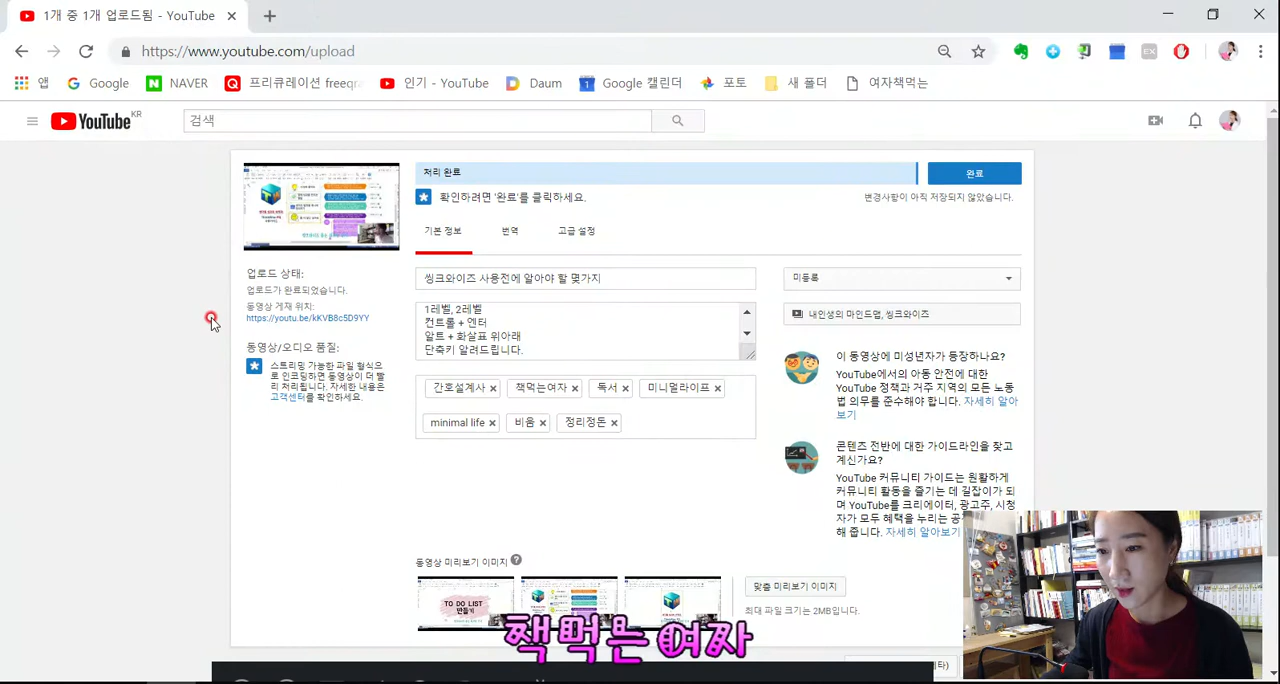 1개 중 1개 업로드됨 - YouTube
https://www.youtube.com/upload
앱 Google NAVER 프리큐레이션 freeq 인기 - YouTube Daum Google 캘린더 포토 새 폴더 여자책먹는
YouTube KR 검색
처리 완료 완료
확인하려면 '완료'를 클릭하세요. 변경사항이 아직 저장되지 않았습니다.
기본 정보 번역 고급 설정
업로드 상태:
업로드가 완료되었습니다.
동영상 게재 위치:
https://youtu.be/kKVB8c5D9YY
동영상/오디오 품질:
스트리밍 가능한 파일 형식으
로 인코딩하면 동영상이 더 빨
리 처리됩니다. 자세한 내용은
고객센터를 확인하세요.
씽크와이즈 사용전에 알아야 할 몇가지
1레벨, 2레벨
컨트롤 + 엔터
알트 + 화살표 위아래
단축키 알려드립니다.
간호설계사 책먹는여자 독서 미니멀라이프
minimal life 비움 정리정돈
미등록
내인생의 마인드맵, 씽크와이즈
이 동영상에 미성년자가 등장하나요?
YouTube에서의 아동 안전에 대한
YouTube 정책과 거주 지역의 모든 노동
법 의무를 준수해야 합니다. 자세히 알아
보기
콘텐츠 전반에 대한 가이드라인을 찾고
계신가요?
YouTube 커뮤니티 가이드는 원활하게
커뮤니티 활동을 즐기는 데 길잡이가 되
며 YouTube를 크리에이터, 광고주, 시청
자가 모두 혜택을 누리는
해 줍니다. 자세히 알아보기
동영상 미리보기 이미지
TO DO LIST
만들기
맞춤 미리보기 이미지
최대 파일 크기는 2MB입니다.
책먹는 여자